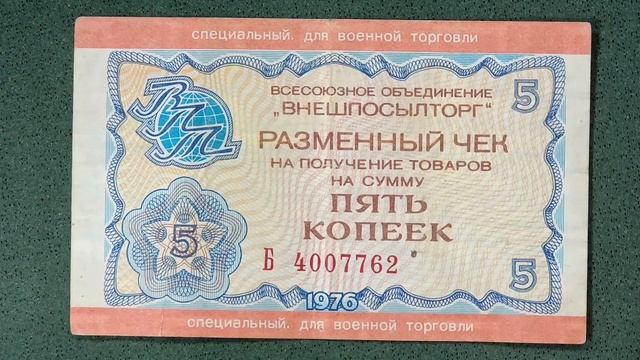 специальный. для военной торговли
ВСЕСОЮЗНОЕ ОБЪЕДИНЕНИЕ
„ВНЕШПОСЫЛТОРГ"
5
ВПТ
РАЗМЕННЫЙ ЧЕК
НА ПОЛУЧЕНИЕ ТОВАРОВ
НА СУММУ
ПЯТЬ
КОПЕЕК
5
Б 4007762
5
1976
специальный. для военной торговли